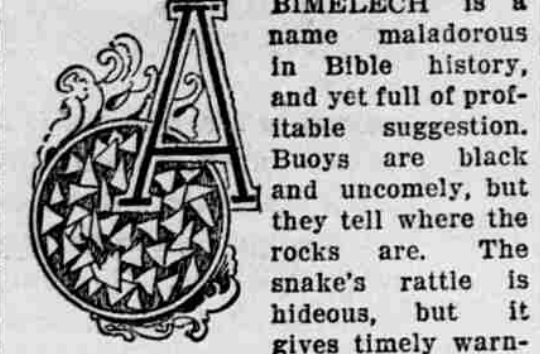 ABIMELECH is a
name maladorous
in Bible history,
and yet full of prof-
itable suggestion.
Buoys are black
and uncomely, but
they tell where the
rocks are. The
snake's rattle is
hideous, but it
gives timely warn-